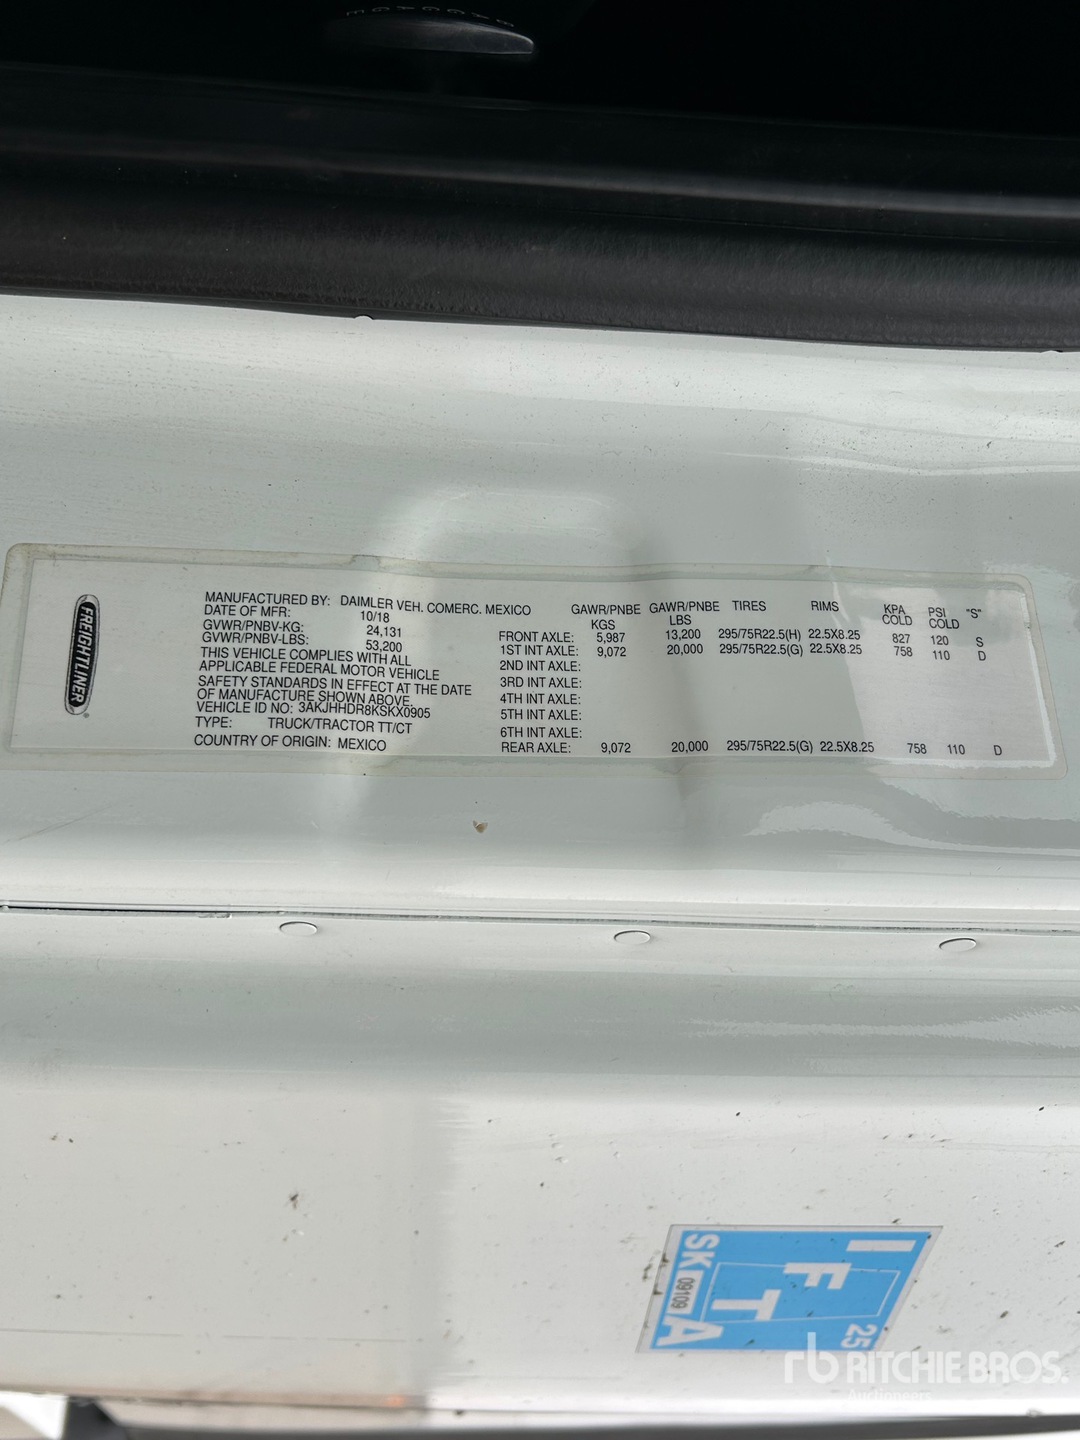 FREIGHTLINER
MANUFACTURED BY: DAIMLER VEH. COMERC. MEXICO
DATE OF MFR: 10/18
GVWR/PNBV-KG: 24,131
GVWR/PNBV-LBS: 53,200
THIS VEHICLE COMPLIES WITH ALL
APPLICABLE FEDERAL MOTOR VEHICLE
SAFETY STANDARDS IN EFFECT AT THE DATE
OF MANUFACTURE SHOWN ABOVE.
VEHICLE ID NO: 3AKJHHDR8KSKX0905
TYPE: TRUCK/TRACTOR TT/CT
COUNTRY OF ORIGIN: MEXICO
GAWR/PNBE KGS GAWR/PNBE LBS TIRES RIMS KPA COLD PSI COLD "S"
FRONT AXLE: 5,987 13,200 295/75R22.5(H) 22.5X8.25 827 120 S
1ST INT AXLE: 9,072 20,000 295/75R22.5(G) 22.5X8.25 758 110 D
2ND INT AXLE:
3RD INT AXLE:
4TH INT AXLE:
5TH INT AXLE:
6TH INT AXLE:
REAR AXLE: 9,072 20,000 295/75R22.5(G) 22.5X8.25 758 110 D
IFTA
25
SK 09109
rb RITCHIE BROS.
Auctioneers